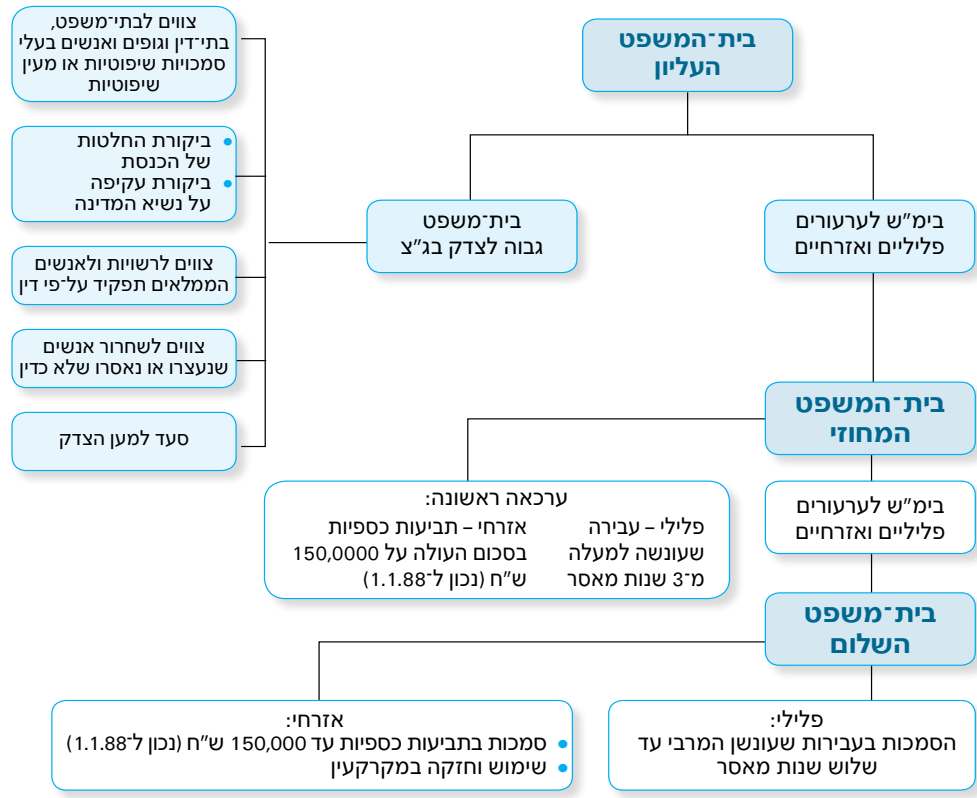 בית־המשפט
העליון
בימ"ש לערעורים
פליליים ואזרחיים
בית־משפט
גבוה לצדק בג"צ
צווים לבתי־משפט,
בתי־דין וגופים ואנשים בעלי
סמכויות שיפוטיות או מעין
שיפוטיות
• ביקורת החלטות
של הכנסת
• ביקורת עקיפה
על נשיא המדינה
צווים לרשויות ולאנשים
הממלאים תפקיד על־פי דין
צווים לשחרור אנשים
שנעצרו או נאסרו שלא כדין
סעד למען הצדק
בית־המשפט
המחוזי
ערכאה ראשונה:
פלילי – עבירה
שעונשה למעלה
מ־3 שנות מאסר
אזרחי – תביעות כספיות
בסכום העולה על 150,0000
ש"ח (נכון ל־1.1.88)
בימ"ש לערעורים
פליליים ואזרחיים
בית־משפט
השלום
פלילי:
הסמכות בעבירות שעונשן המרבי עד
שלוש שנות מאסר
אזרחי:
• סמכות בתביעות כספיות עד 150,000 ש"ח (נכון ל־1.1.88)
• שימוש וחזקה במקרקעין